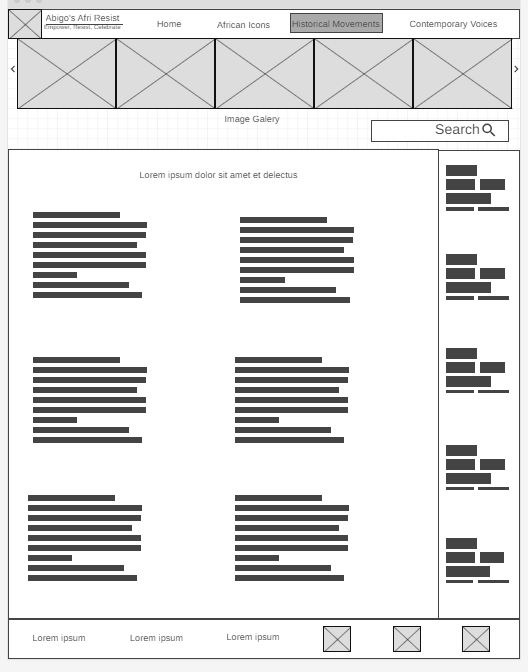 Abigo's Afri Resist
Empower, Resist, Celebrate
Home
African Icons
Historical Movements
Contemporary Voices
Image Galery
Search
Lorem ipsum dolor sit amet et delectus
Lorem ipsum
Lorem ipsum
Lorem ipsum